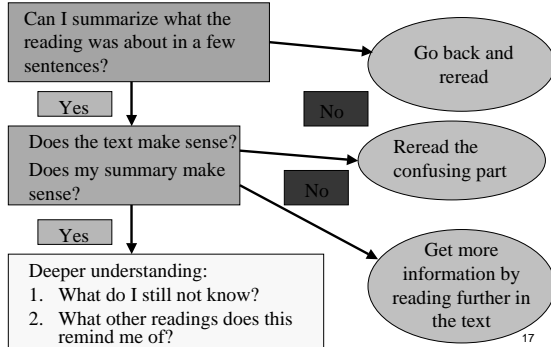 Can I summarize what the
reading was about in a few
sentences?
Go back and
reread
Yes
No
Does the text make sense?
Does my summary make
sense?
Reread the
confusing part
No
Yes
Deeper understanding:
1. What do I still not know?
2. What other readings does this
remind me of?
Get more
information by
reading further in
the text
17